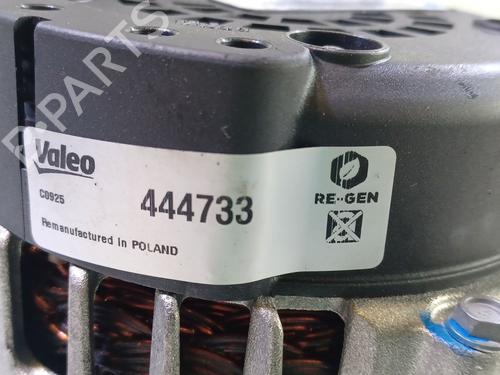 Valeo
C0925
444733
Remanufactured in POLAND
RE-GEN
B-PARTS